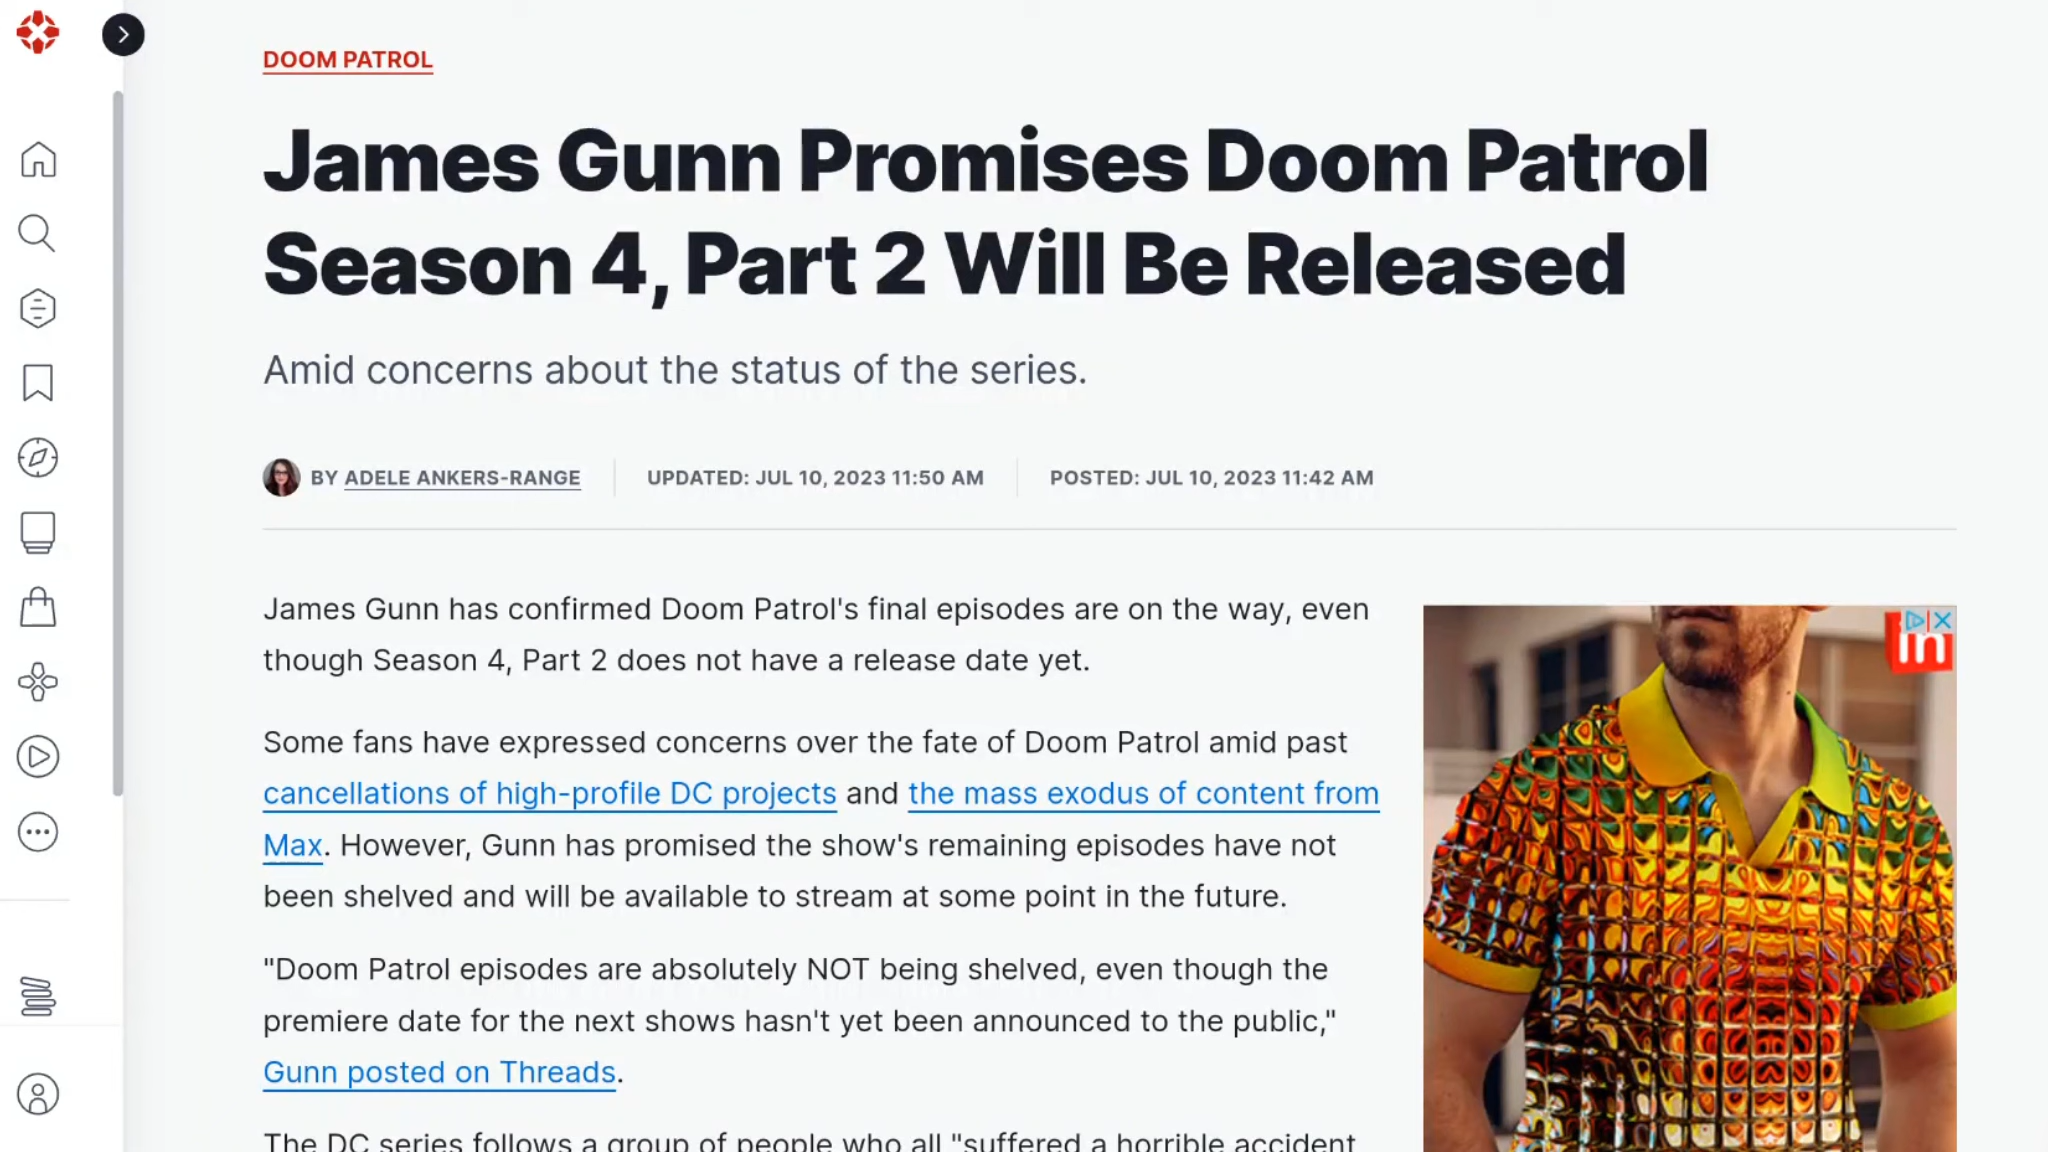 DOOM PATROL
James Gunn Promises Doom Patrol
Season 4, Part 2 Will Be Released
Amid concerns about the status of the series.
BY ADELE ANKERS-RANGE
UPDATED: JUL 10, 2023 11:50 AM
POSTED: JUL 10, 2023 11:42 AM
James Gunn has confirmed Doom Patrol's final episodes are on the way, even
though Season 4, Part 2 does not have a release date yet.
Some fans have expressed concerns over the fate of Doom Patrol amid past
cancellations of high-profile DC projects and the mass exodus of content from
Max. However, Gunn has promised the show's remaining episodes have not
been shelved and will be available to stream at some point in the future.
"Doom Patrol episodes are absolutely NOT being shelved, even though the
premiere date for the next shows hasn't yet been announced to the public,"
Gunn posted on Threads.
The DC series follows a group of people who all "suffered a horrible accident
in